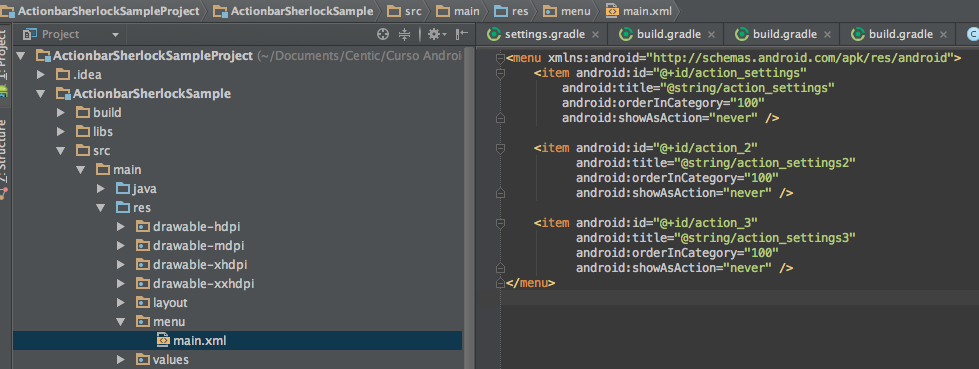 ActionbarSherlockSampleProject ActionbarSherlockSample src main res menu main.xml
Project
settings.gradle build.gradle build.gradle build.gradle
1: Project
7: Structure
ActionbarSherlockSampleProject (~/Documents/Centic/Curso Androi
.idea
ActionbarSherlockSample
build
libs
src
main
java
res
drawable-hdpi
drawable-mdpi
drawable-xhdpi
drawable-xxhdpi
layout
menu
main.xml
values
<menu xmlns:android="http://schemas.android.com/apk/res/android">
<item android:id="@+id/action_settings"
android:title="@string/action_settings"
android:orderInCategory="100"
android:showAsAction="never" />
<item android:id="@+id/action_2"
android:title="@string/action_settings2"
android:orderInCategory="100"
android:showAsAction="never" />
<item android:id="@+id/action_3"
android:title="@string/action_settings3"
android:orderInCategory="100"
android:showAsAction="never" />
</menu>